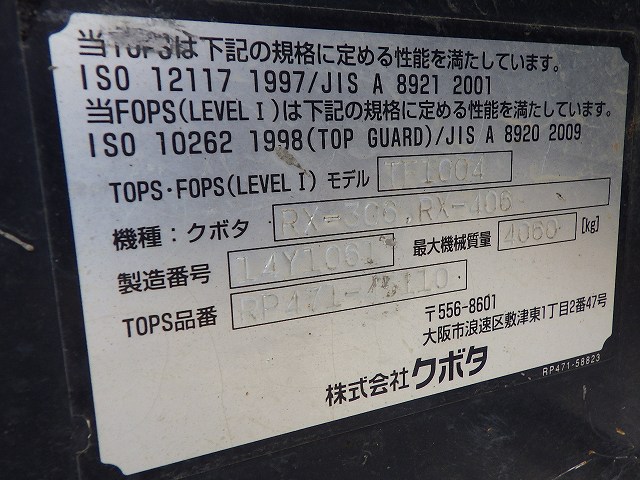 当TOPSは下記の規格に定める性能を満たしています。
ISO 12117 1997/JIS A 8921 2001
当FOPS(LEVEL I)は下記の規格に定める性能を満たしています。
ISO 10262 1998(TOP GUARD)/JIS A 8920 2009
TOPS・FOPS(LEVEL I) モデル
機種：クボタ RX-306,RX-406
製造番号 14Y1061 最大機械質量 4060 [kg]
TOPS品番
〒556-8601
大阪市浪速区敷津東1丁目2番47号
株式会社クボタ
RP471-58823